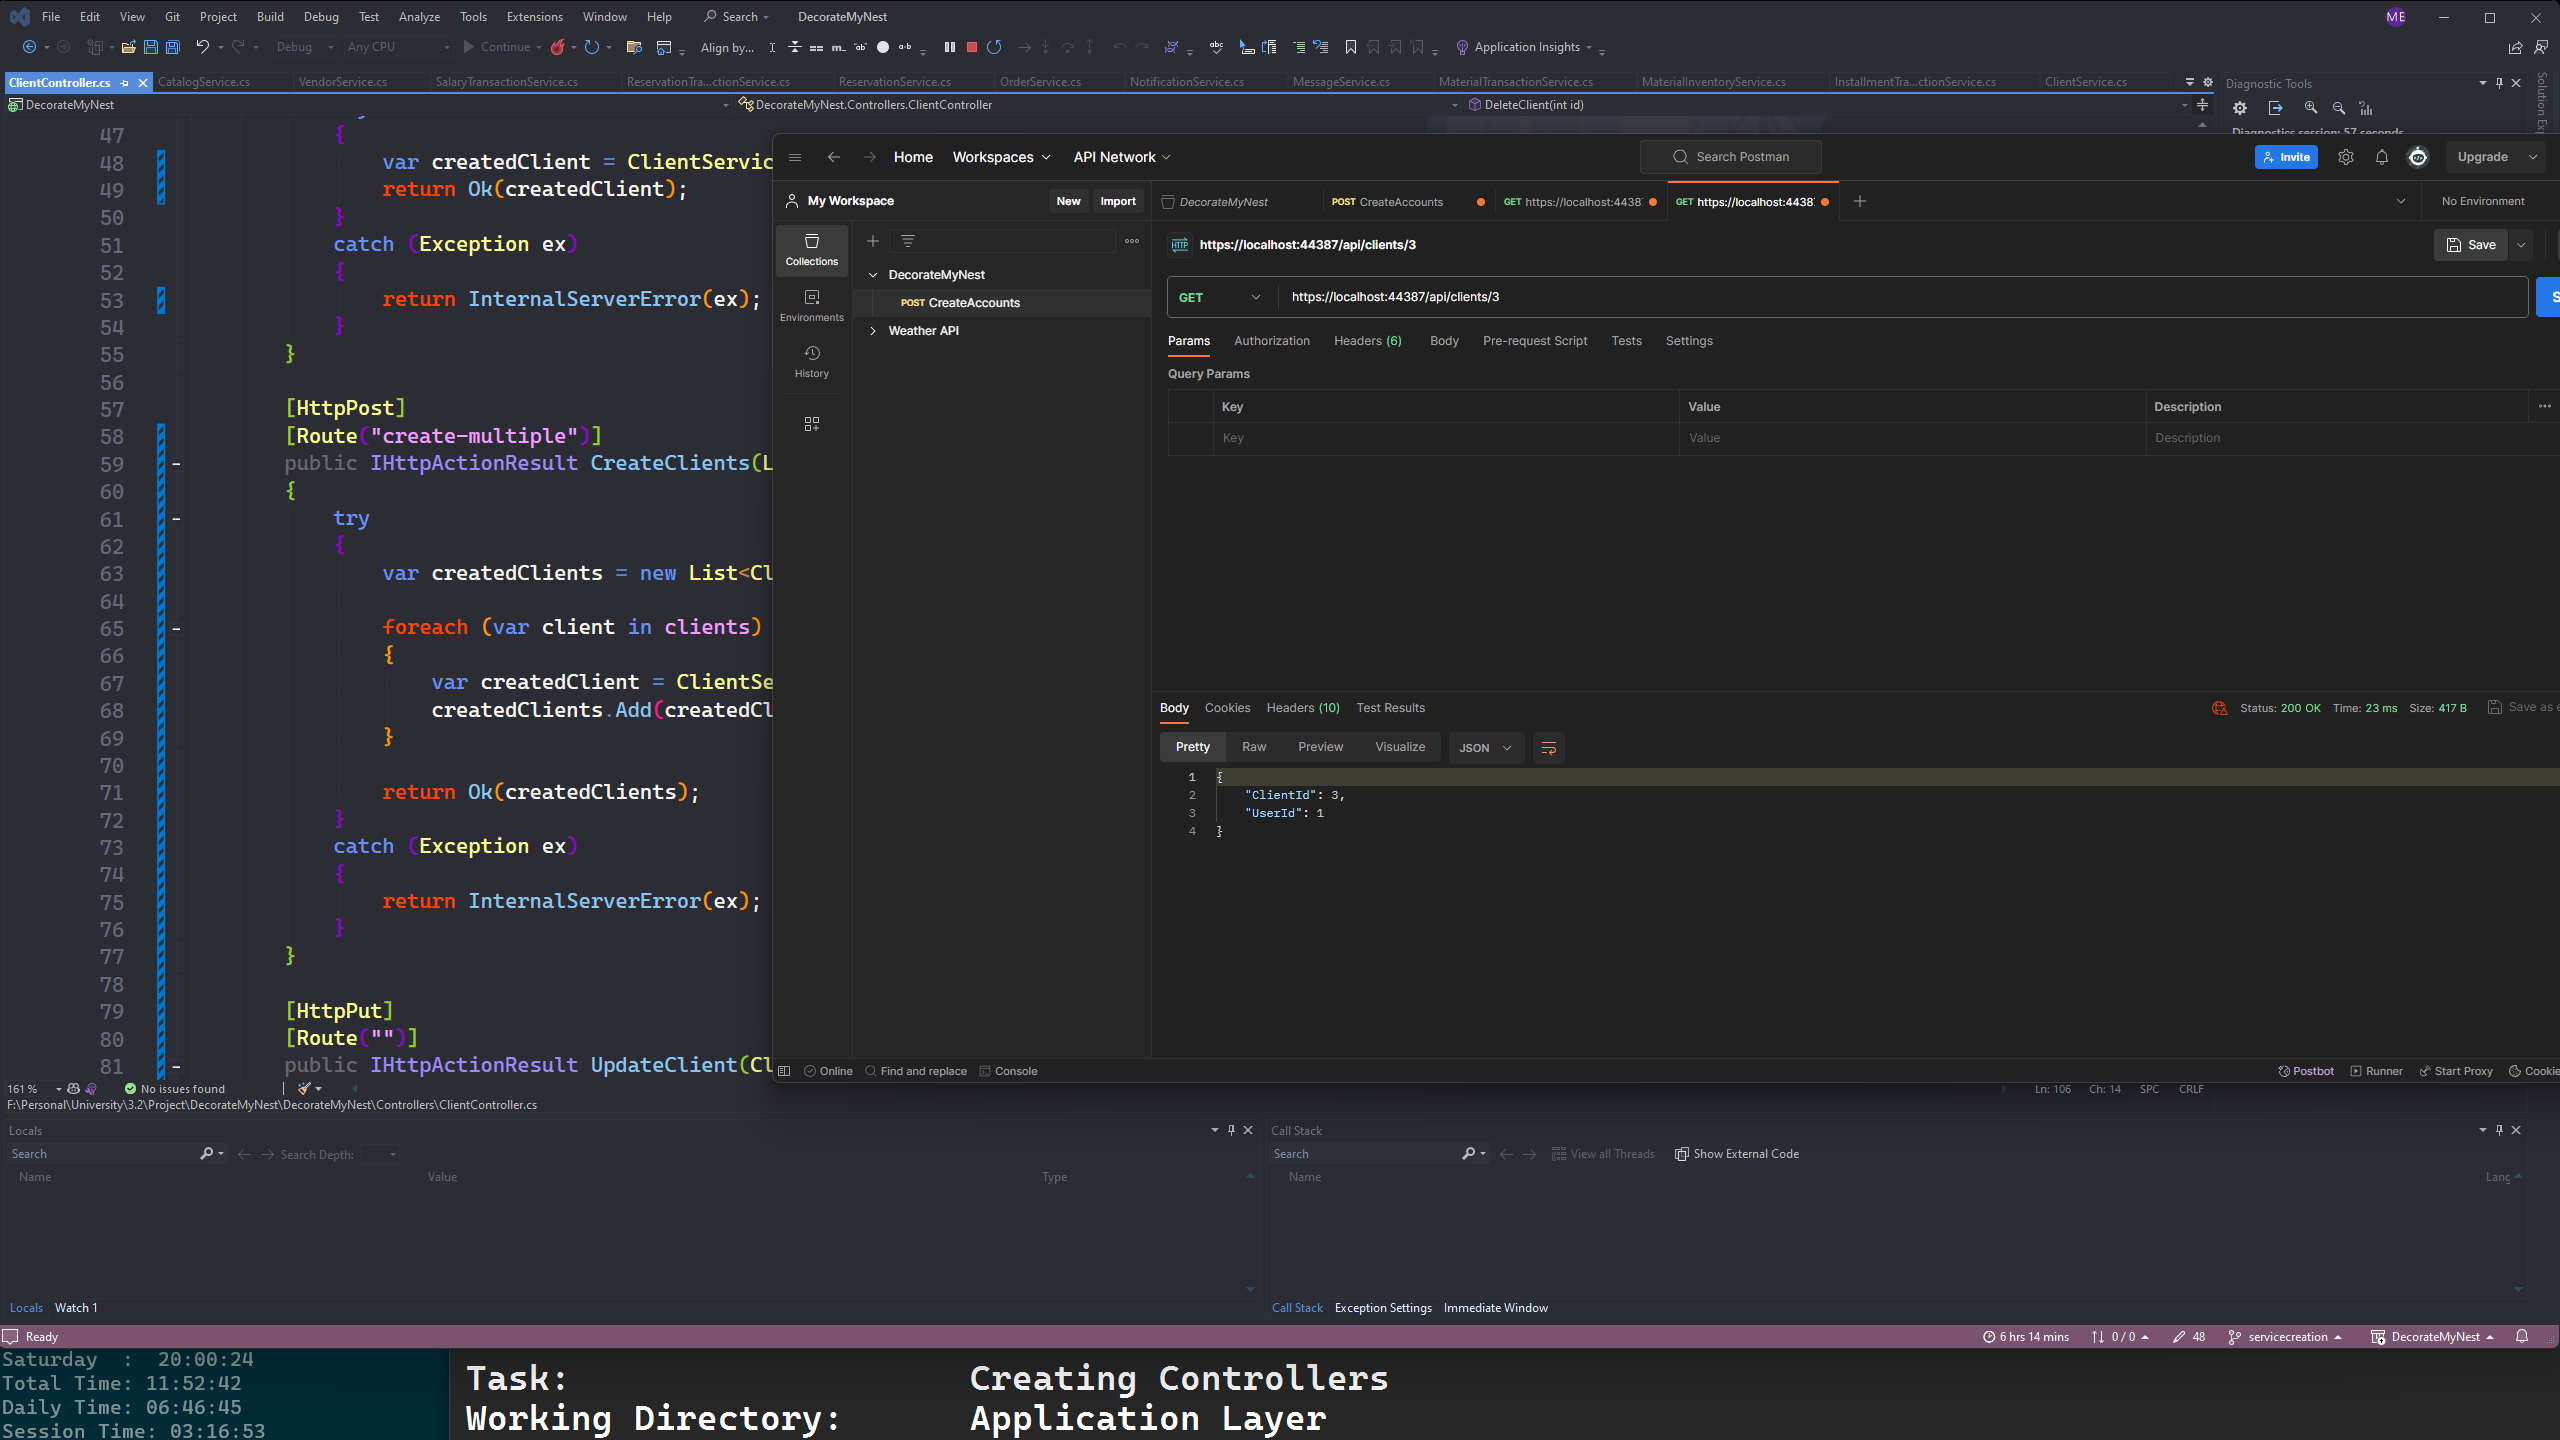 File Edit View Git Project Build Debug Test Analyze Tools Extensions Window Help Search DecorateMyNest ME
Debug Any CPU Continue Align by... Application Insights
ClientController.cs CatalogService.cs VendorService.cs SalaryTransactionService.cs ReservationTra...ctionService.cs ReservationService.cs OrderService.cs NotificationService.cs MessageService.cs MaterialTransactionService.cs MaterialInventoryService.cs InstallmentTra...ctionService.cs ClientService.cs Diagnostic Tools
DecorateMyNest DecorateMyNest.Controllers.ClientController DeleteClient(int id)
Diagnostics session: 57 seconds
47 {
48 var createdClient = ClientServic
49 return Ok(createdClient);
50 }
51 catch (Exception ex)
52 {
53 return InternalServerError(ex);
54 }
55 }
56
57 [HttpPost]
58 [Route("create-multiple")]
59 public IHttpActionResult CreateClients(L
60 {
61 try
62 {
63 var createdClients = new List<Cl
64
65 foreach (var client in clients)
66 {
67 var createdClient = ClientSe
68 createdClients.Add(createdCl
69 }
70
71 return Ok(createdClients);
72 }
73 catch (Exception ex)
74 {
75 return InternalServerError(ex);
76 }
77 }
78
79 [HttpPut]
80 [Route("")]
81 public IHttpActionResult UpdateClient(Cl
Home Workspaces API Network Search Postman Invite Upgrade
My Workspace New Import DecorateMyNest POST CreateAccounts GET https://localhost:4438 GET https://localhost:4438 No Environment
Collections
Environments
History
DecorateMyNest
POST CreateAccounts
Weather API
HTTP https://localhost:44387/api/clients/3 Save
GET https://localhost:44387/api/clients/3 S
Params Authorization Headers (6) Body Pre-request Script Tests Settings
Query Params
Key Value Description
Key Value Description
Body Cookies Headers (10) Test Results Status: 200 OK Time: 23 ms Size: 417 B Save as e
Pretty Raw Preview Visualize JSON
1 {
2 "ClientId": 3,
3 "UserId": 1
4 }
Online Find and replace Console Postbot Runner Start Proxy Cookie
161 % No issues found Ln: 106 Ch: 14 SPC CRLF
F:\Personal\University\3.2\Project\DecorateMyNest\DecorateMyNest\Controllers\ClientController.cs
Locals Call Stack
Search Search Depth: Search View all Threads Show External Code
Name Value Type Name Lang
Locals Watch 1 Call Stack Exception Settings Immediate Window
Ready 6 hrs 14 mins 0 / 0 48 servicecreation DecorateMyNest
Saturday : 20:00:24
Total Time: 11:52:42
Daily Time: 06:46:45
Session Time: 03:16:53
Task: Creating Controllers
Working Directory: Application Layer